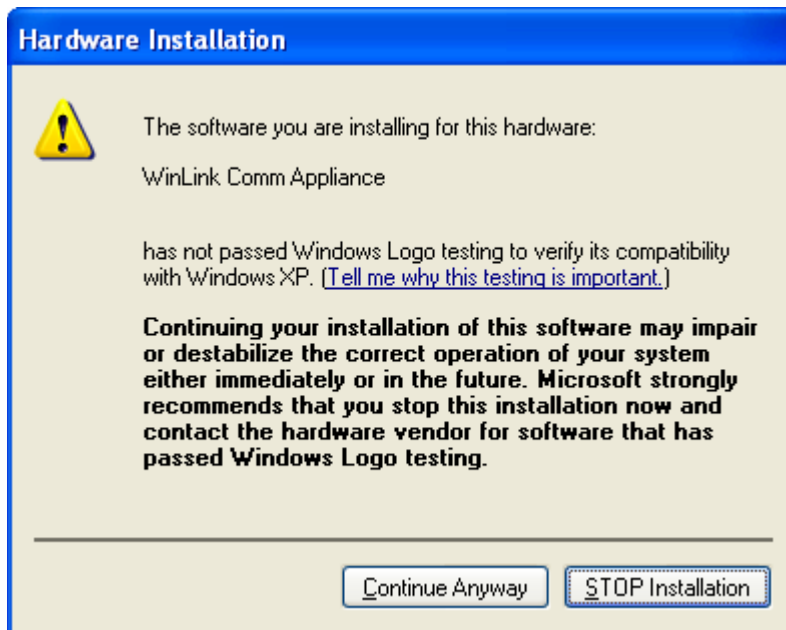 Hardware Installation
The software you are installing for this hardware:
WinLink Comm Appliance
has not passed Windows Logo testing to verify its compatibility
with Windows XP. (Tell me why this testing is important.)
Continuing your installation of this software may impair
or destabilize the correct operation of your system
either immediately or in the future. Microsoft strongly
recommends that you stop this installation now and
contact the hardware vendor for software that has
passed Windows Logo testing.
Continue Anyway
STOP Installation